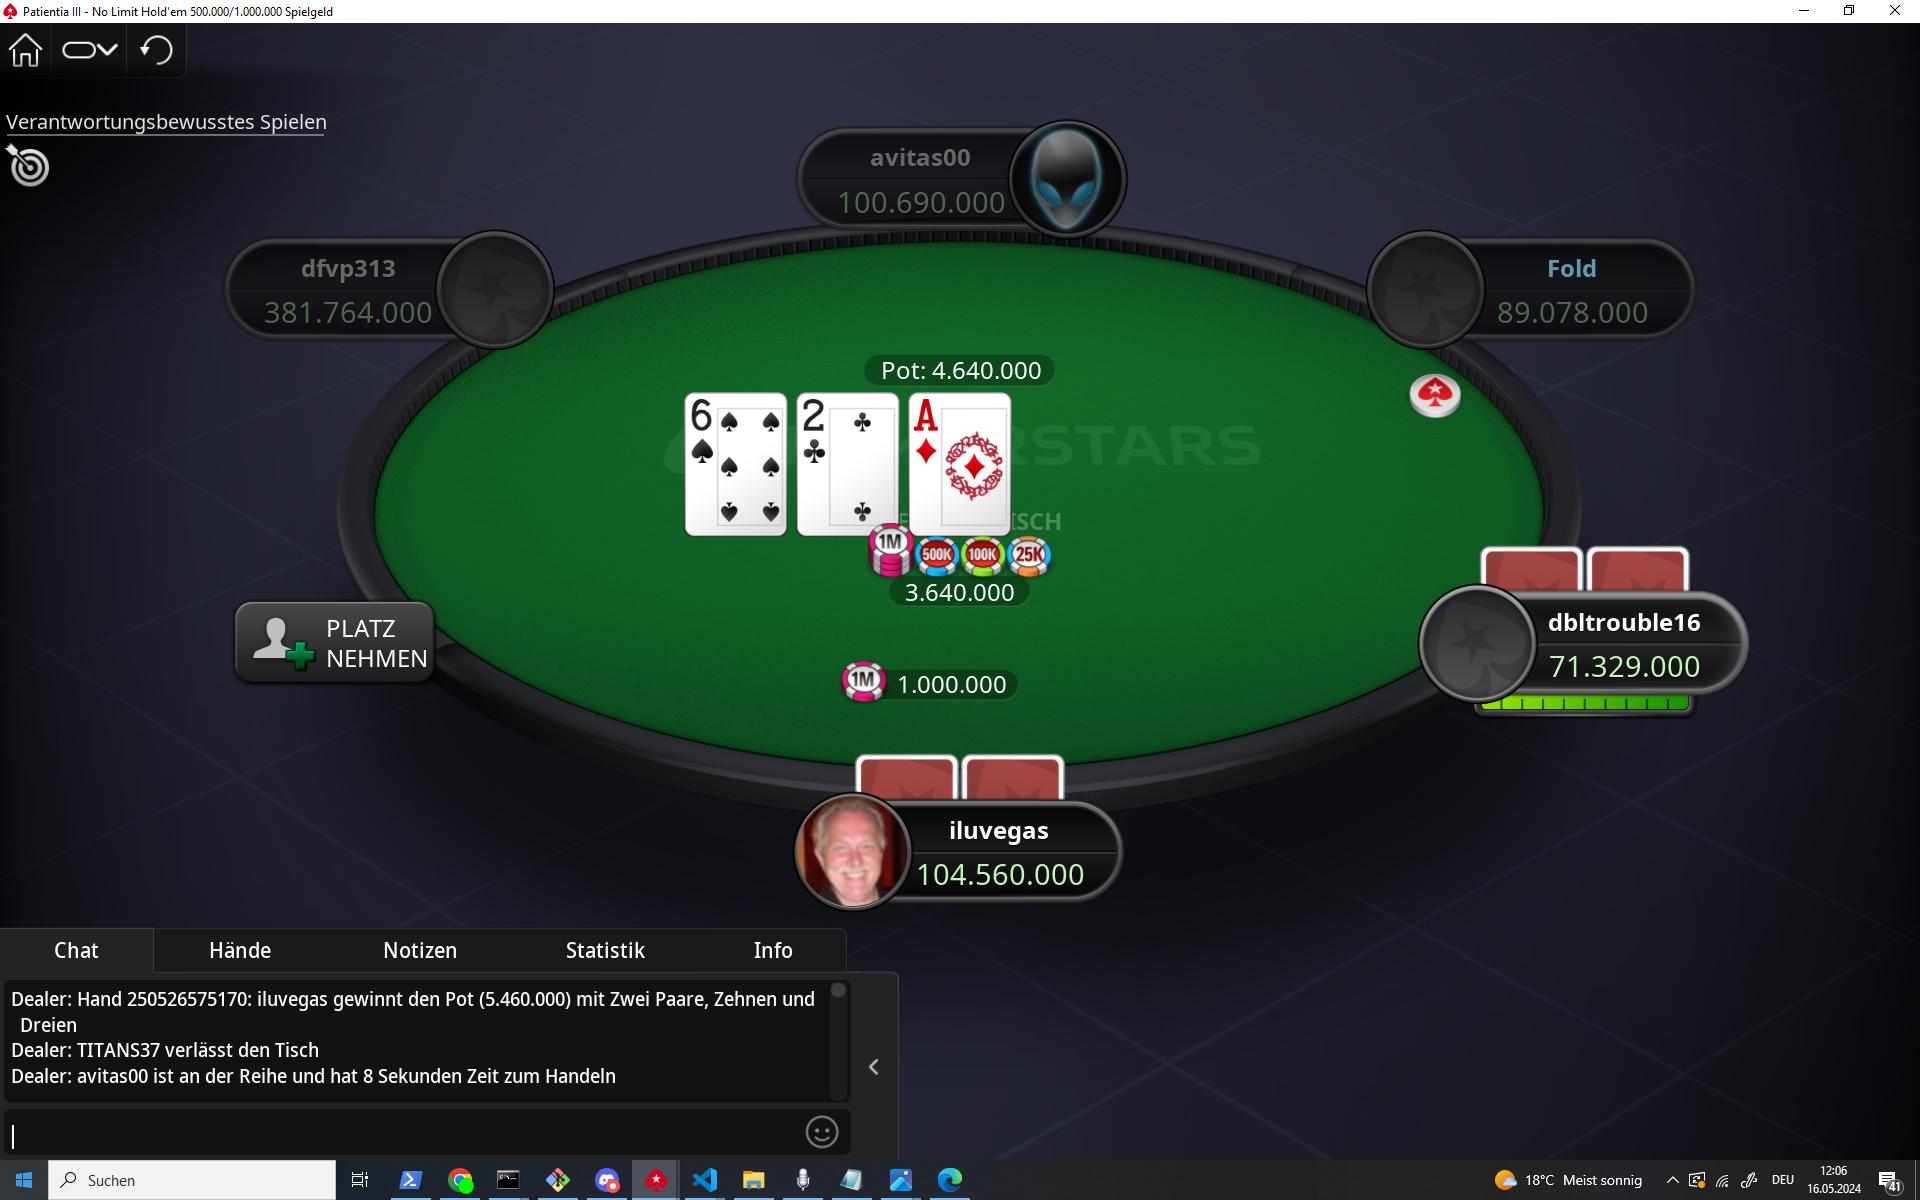 Patientia III - No Limit Hold'em 500.000/1.000.000 Spielgeld
Verantwortungsbewusstes Spielen
avitas00
100.690.000
dfvp313
381.764.000
Fold
89.078.000
Pot: 4.640.000
6
2
A
RSTARS
ISCH
1M
500K
100K
25K
3.640.000
PLATZ
NEHMEN
dbltrouble16
71.329.000
1M
1.000.000
iluvegas
104.560.000
Chat Hände Notizen Statistik Info
Dealer: Hand 250526575170: iluvegas gewinnt den Pot (5.460.000) mit Zwei Paare, Zehnen und
Dreien
Dealer: TITANS37 verlässt den Tisch
Dealer: avitas00 ist an der Reihe und hat 8 Sekunden Zeit zum Handeln
Suchen
18°C Meist sonnig
DEU
12:06
16.05.2024
41